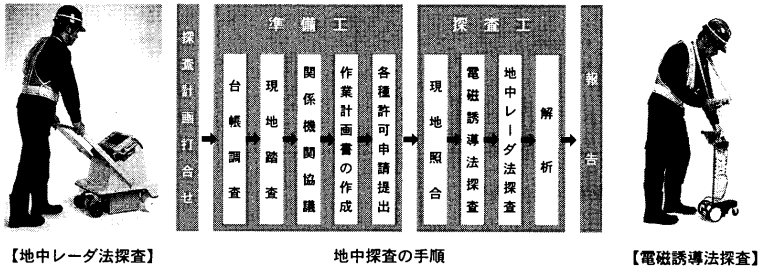 探査計画打合せ
準備工
台帳調査
現地踏査
関係機関協議
作業計画書の作成
各種許可申請提出
探査工
現地照合
電磁誘導法探査
地中レーダ法探査
解析
報告
【地中レーダ法探査】
地中探査の手順
【電磁誘導法探査】